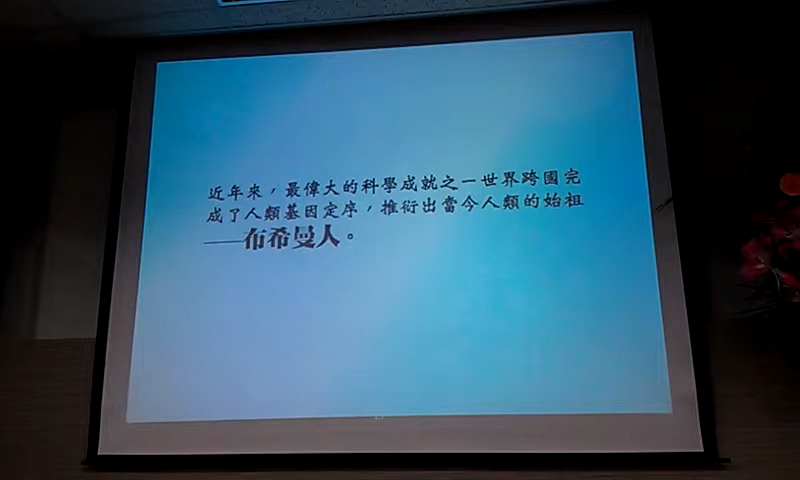 近年來，最偉大的科學成就之一世界跨國完
成了人類基因定序，推衍出當今人類的始祖
——布希曼人。